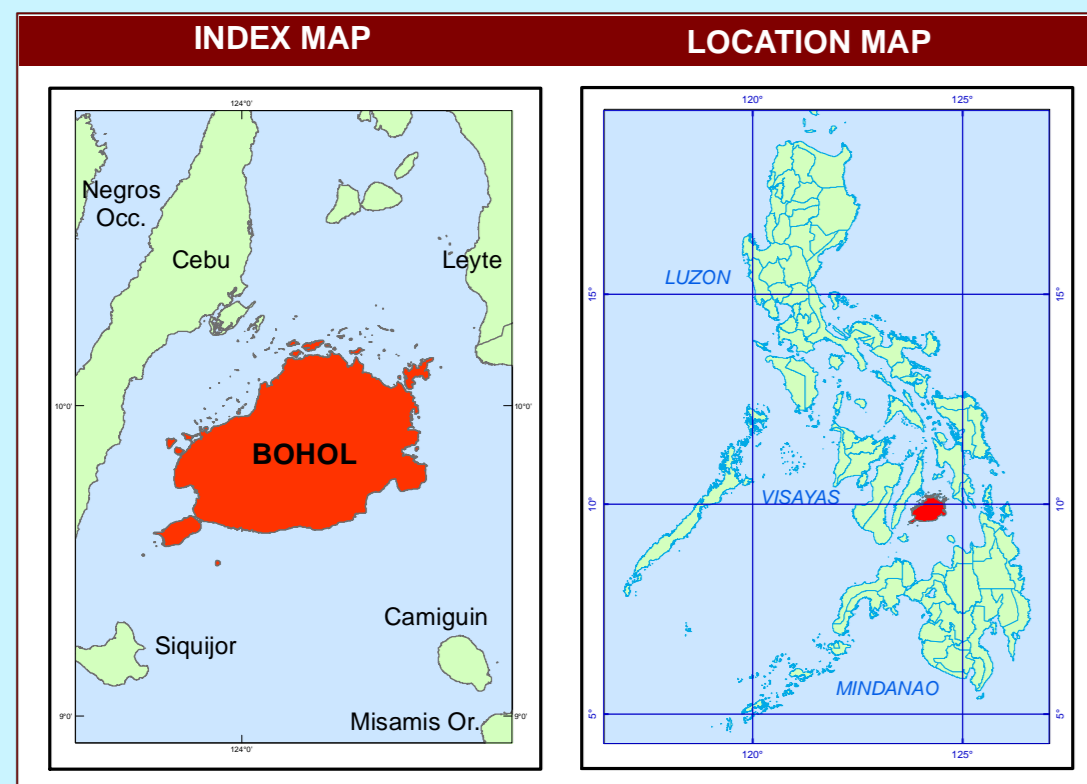 INDEX MAP
124°0'
Negros
Occ.
Cebu
Leyte
10°0'
10°0'
BOHOL
Camiguin
Siquijor
Misamis Or.
9°0'
9°0'
124°0'
LOCATION MAP
120°
125°
LUZON
15°
15°
VISAYAS
10°
10°
MINDANAO
5°
5°
120°
125°